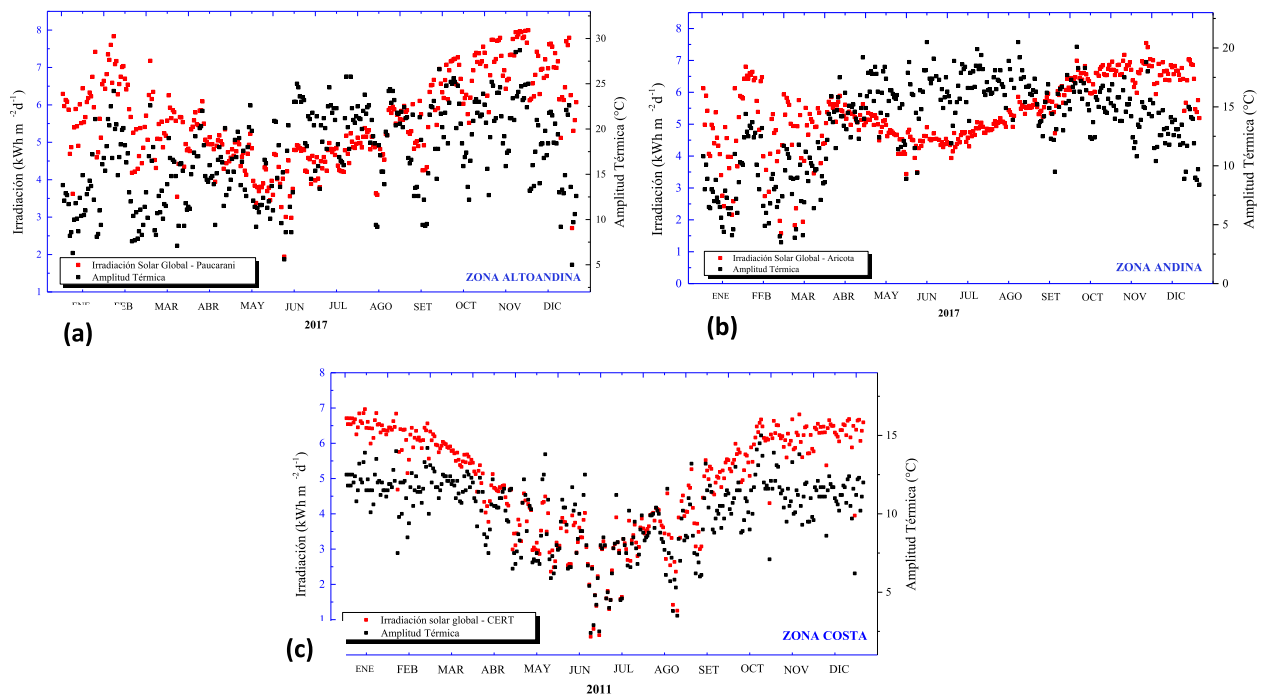 8
7
6
5
4
3
2
1
Irradiación (kWh m⁻²d⁻¹)
30
25
20
15
10
5
Amplitud Térmica (°C)
Irradiación Solar Global - Paucarani
Amplitud Térmica
ZONA ALTOANDINA
ENE FEB MAR ABR MAY JUN JUL AGO SET OCT NOV DIC
2017
(a)
8
7
6
5
4
3
2
1
0
Irradiación (kWh m⁻²d⁻¹)
20
15
10
5
0
Amplitud Térmica (°C)
Irradiación Solar Global - Aricota
Amplitud Térmica
ZONA ANDINA
ENE FEB MAR ABR MAY JUN JUL AGO SET OCT NOV DIC
2017
(b)
8
7
6
5
4
3
2
1
Irradiación (kWh m⁻²d⁻¹)
15
10
5
Amplitud Térmica (°C)
Irradiación solar global - CERT
Amplitud Térmica
ZONA COSTA
(c)
ENE FEB MAR ABR MAY JUN JUL AGO SET OCT NOV DIC
2011